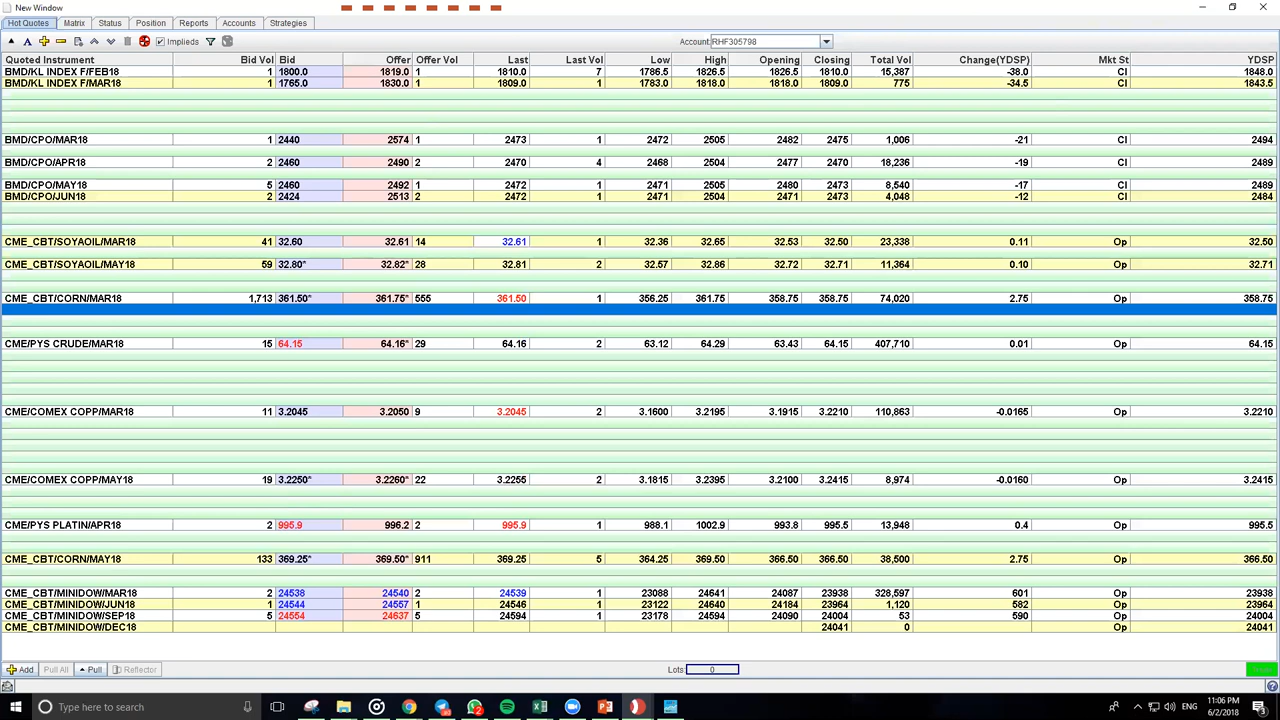 New Window
Hot Quotes Matrix Status Position Reports Accounts Strategies
A Implieds Account: RHF305798
Quoted Instrument Bid Vol Bid Offer Offer Vol Last Last Vol Low High Opening Closing Total Vol Change(YDSP) Mkt St YDSP
BMD/KL INDEX F/FEB18 1 1800.0 1819.0 1 1810.0 7 1786.5 1826.5 1826.5 1810.0 15,387 -38.0 Cl 1848.0
BMD/KL INDEX F/MAR18 1 1765.0 1830.0 1 1809.0 1 1783.0 1818.0 1818.0 1809.0 775 -34.5 Cl 1843.5
BMD/CPO/MAR18 1 2440 2574 1 2473 1 2472 2505 2482 2475 1,006 -21 Cl 2494
BMD/CPO/APR18 2 2460 2490 2 2470 4 2468 2504 2477 2470 18,236 -19 Cl 2489
BMD/CPO/MAY18 5 2460 2492 1 2472 1 2471 2505 2480 2473 8,540 -17 Cl 2489
BMD/CPO/JUN18 2 2424 2513 2 2472 1 2471 2505 2471 2473 4,048 -12 Cl 2484
CME_CBT/SOYAOIL/MAR18 41 32.60 32.61 14 32.61 1 32.36 32.65 32.53 32.50 23,338 0.11 Op 32.50
CME_CBT/SOYAOIL/MAY18 59 32.80* 32.82* 28 32.81 2 32.57 32.86 32.72 32.71 11,364 0.10 Op 32.71
CME_CBT/CORN/MAR18 1,713 361.50* 361.75* 555 361.50 1 356.25 361.75 358.75 358.75 74,020 2.75 Op 358.75
CME/PYS CRUDE/MAR18 15 64.15 64.16* 29 64.16 2 63.12 64.29 63.43 64.15 407,710 0.01 Op 64.15
CME/COMEX COPP/MAR18 11 3.2045 3.2050 9 3.2045 2 3.1600 3.2195 3.1915 3.2210 110,863 -0.0165 Op 3.2210
CME/COMEX COPP/MAY18 19 3.2250* 3.2260* 22 3.2255 2 3.1815 3.2395 3.2100 3.2415 8,974 -0.0160 Op 3.2415
CME/PYS PLATIN/APR18 2 995.9 996.2 2 995.9 1 988.1 1002.9 993.8 995.5 13,948 0.4 Op 995.5
CME_CBT/CORN/MAY18 133 369.25* 369.50* 911 369.25 5 364.25 369.50 366.50 366.50 38,500 2.75 Op 366.50
CME_CBT/MINIDOW/MAR18 2 24538 24540 2 24539 1 23088 24641 24087 23938 328,597 601 Op 23938
CME_CBT/MINIDOW/JUN18 1 24544 24557 1 24546 1 23122 24640 24184 23964 1,120 582 Op 23964
CME_CBT/MINIDOW/SEP18 5 24554 24637 5 24594 1 23178 24594 24090 24004 53 590 Op 24004
CME_CBT/MINIDOW/DEC18 24041 0 Op 24041
Add Pull All Pull Reflector Lots: 0
Type here to search ENG 11:06 PM
6/2/2018